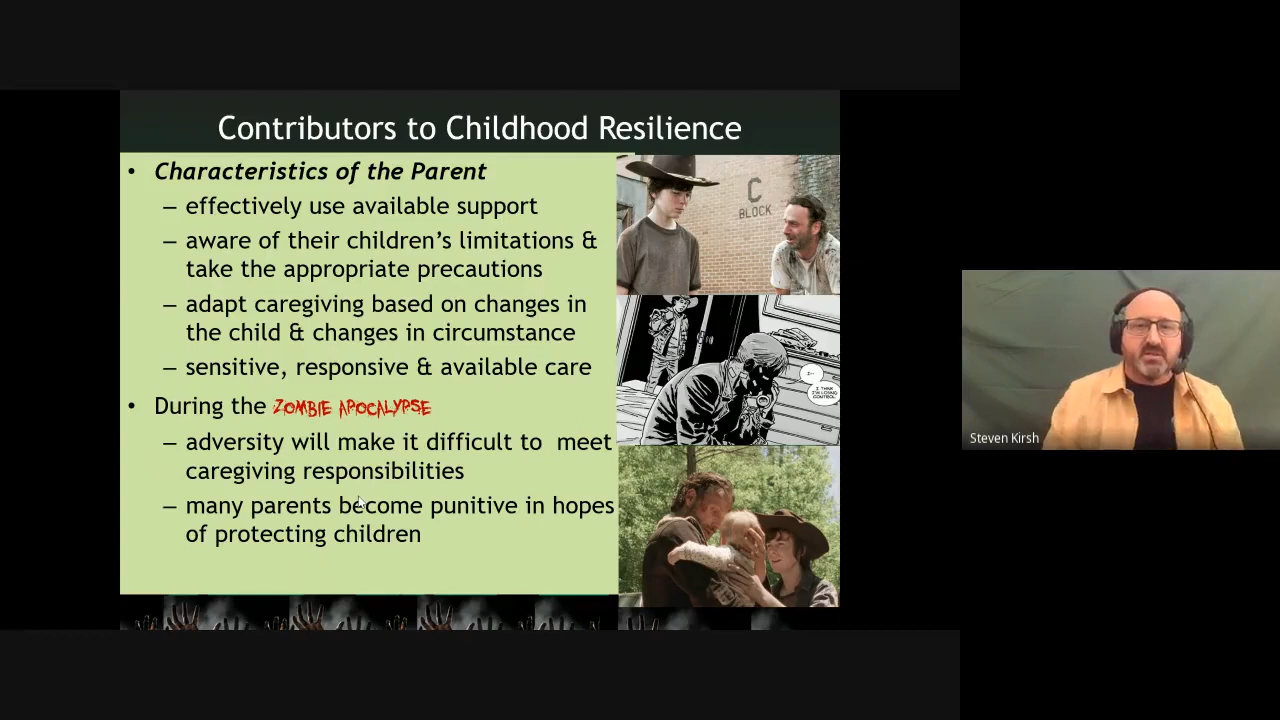 Contributors to Childhood Resilience
• Characteristics of the Parent
– effectively use available support
– aware of their children's limitations &
take the appropriate precautions
– adapt caregiving based on changes in
the child & changes in circumstance
– sensitive, responsive & available care
• During the ZOMBIE APOCALYPSE
– adversity will make it difficult to  meet
caregiving responsibilities
– many parents become punitive in hopes
of protecting children
C
BLOCK
I--
I THINK
I'M LOSING
CONTROL.
Steven Kirsh